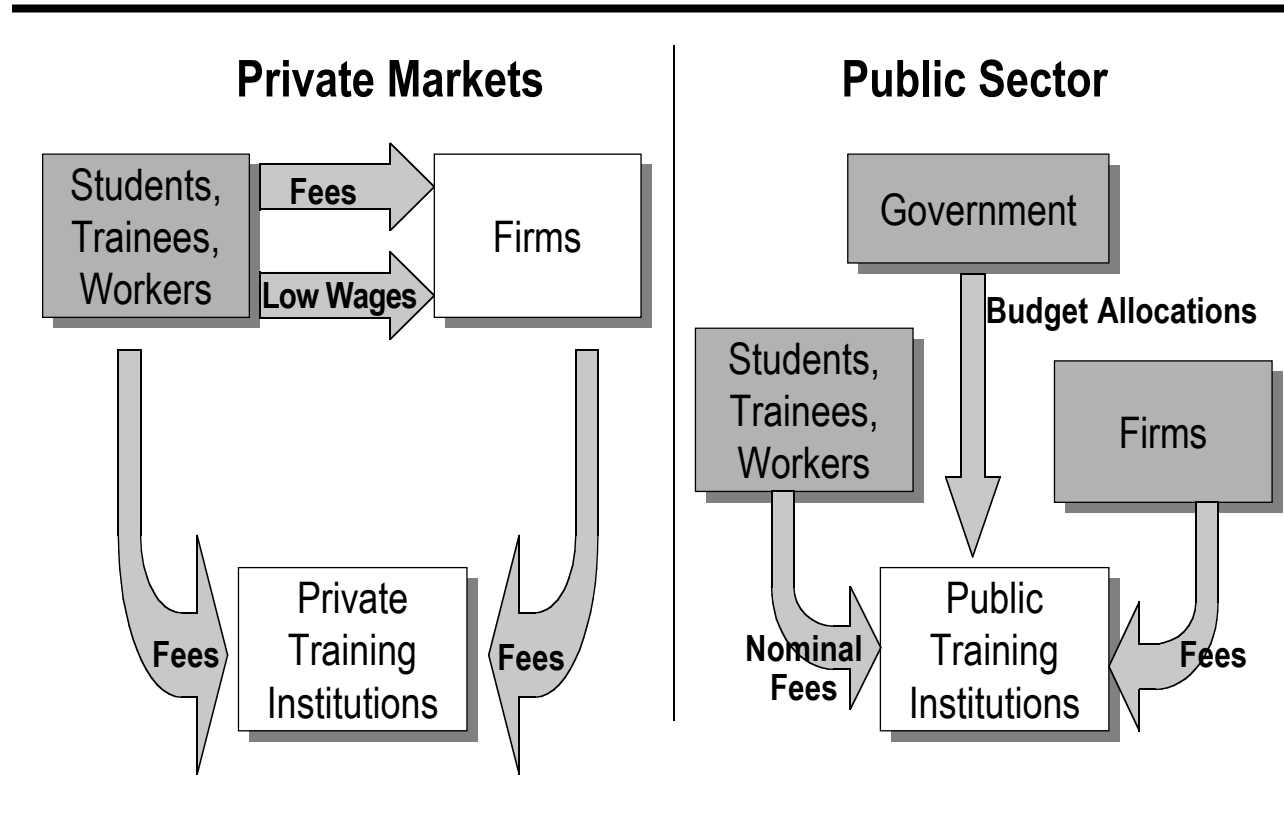 Private Markets
Students,
Trainees,
Workers
Fees
Low Wages
Firms
Fees
Private
Training
Institutions
Fees
Public Sector
Government
Budget Allocations
Students,
Trainees,
Workers
Firms
Nominal
Fees
Public
Training
Institutions
Fees